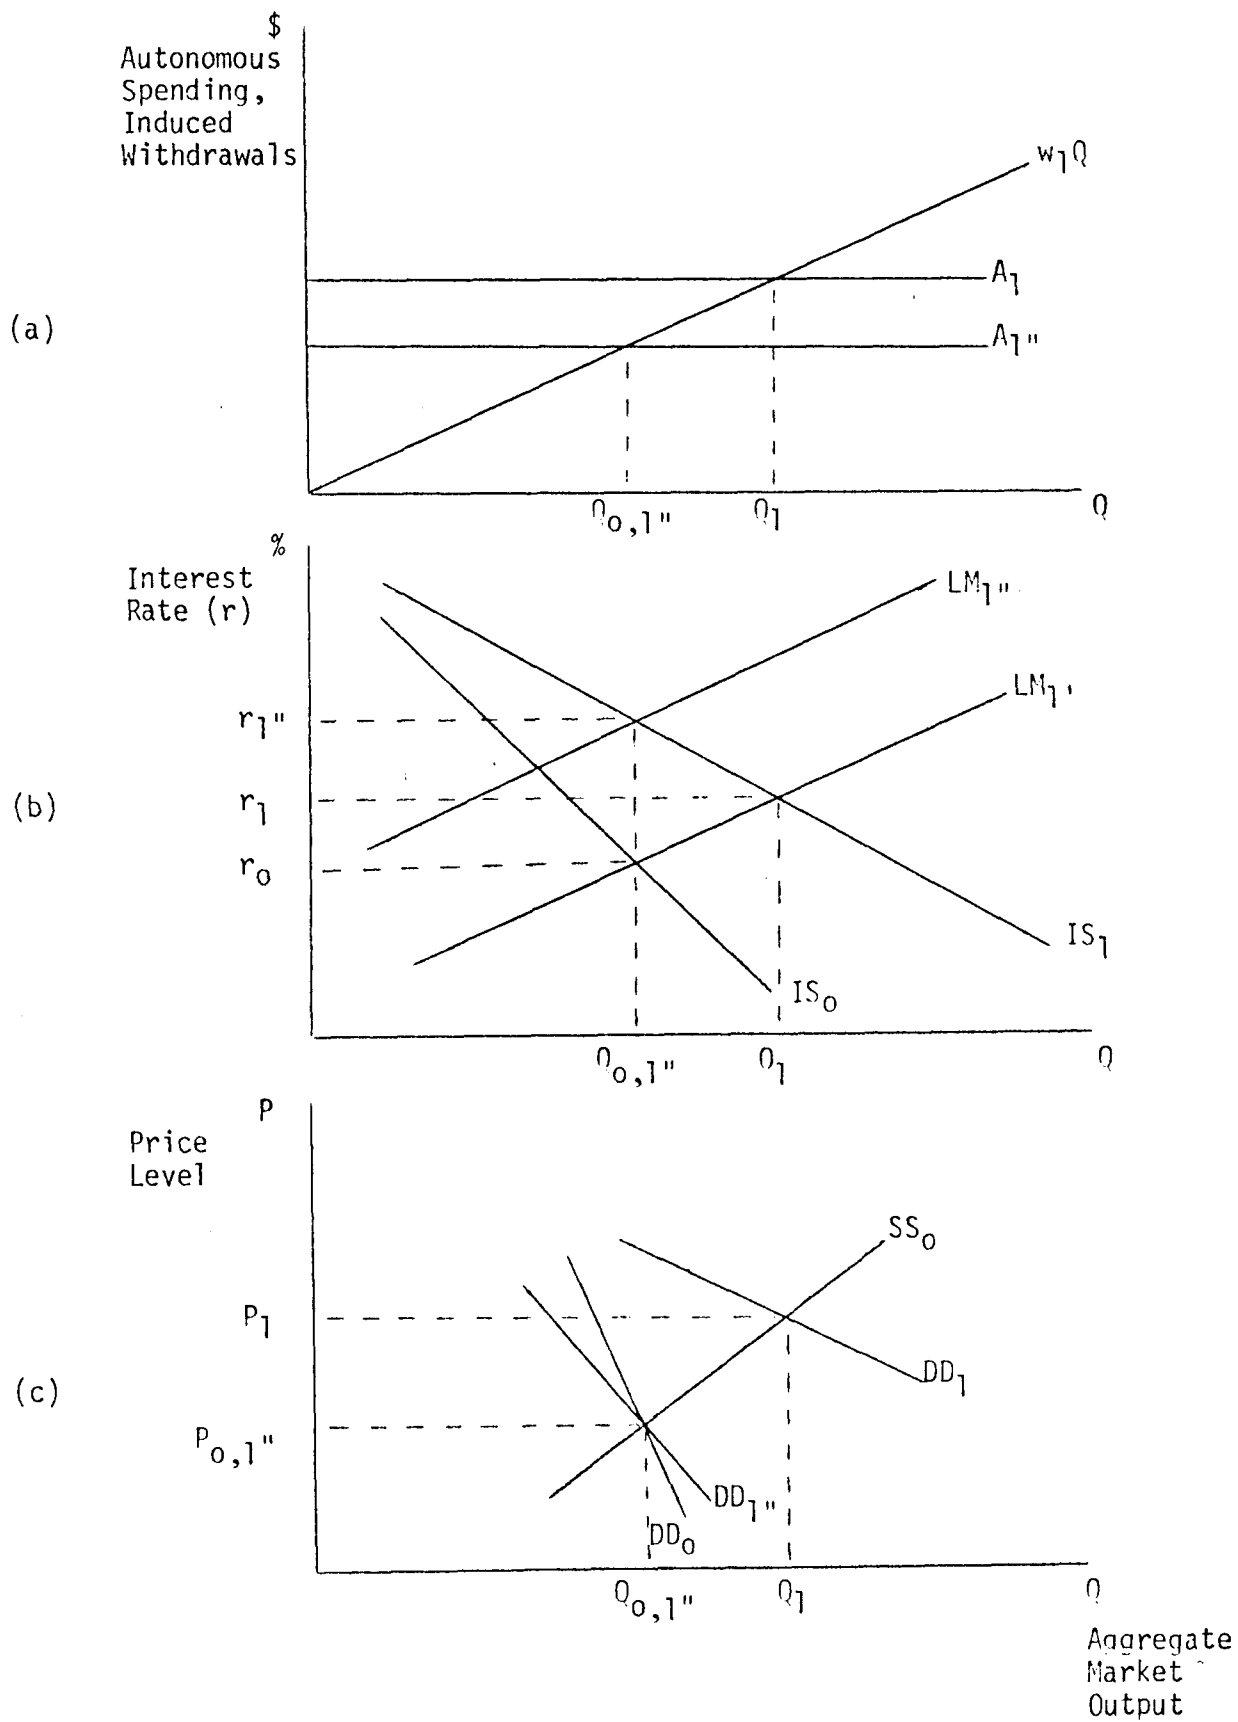 $
Autonomous
Spending,
Induced
Withdrawals
w1Q
A1
A1"
(a)
Qo,1"
Q1
Q
%
Interest
Rate (r)
LM1"
LM1'
r1"
r1
(b)
ro
IS1
ISo
Qo,1"
Q1
Q
P
Price
Level
SSo
P1
DD1
(c)
Po,1"
DD1"
DDo
Qo,1"
Q1
Q
Aggregate
Market
Output